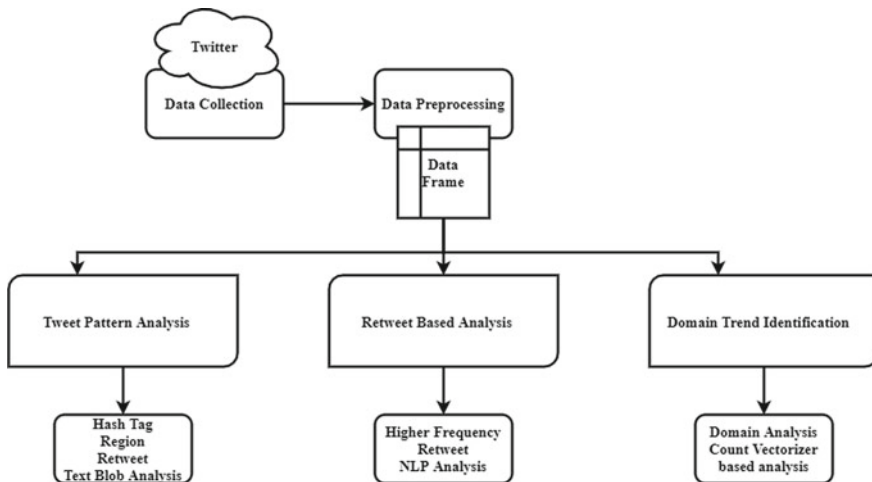 Twitter
Data Collection
Data Preprocessing
Data
Frame
Tweet Pattern Analysis
Retweet Based Analysis
Domain Trend Identification
Hash Tag
Region
Retweet
Text Blob Analysis
Higher Frequency
Retweet
NLP Analysis
Domain Analysis
Count Vectorizer
based analysis